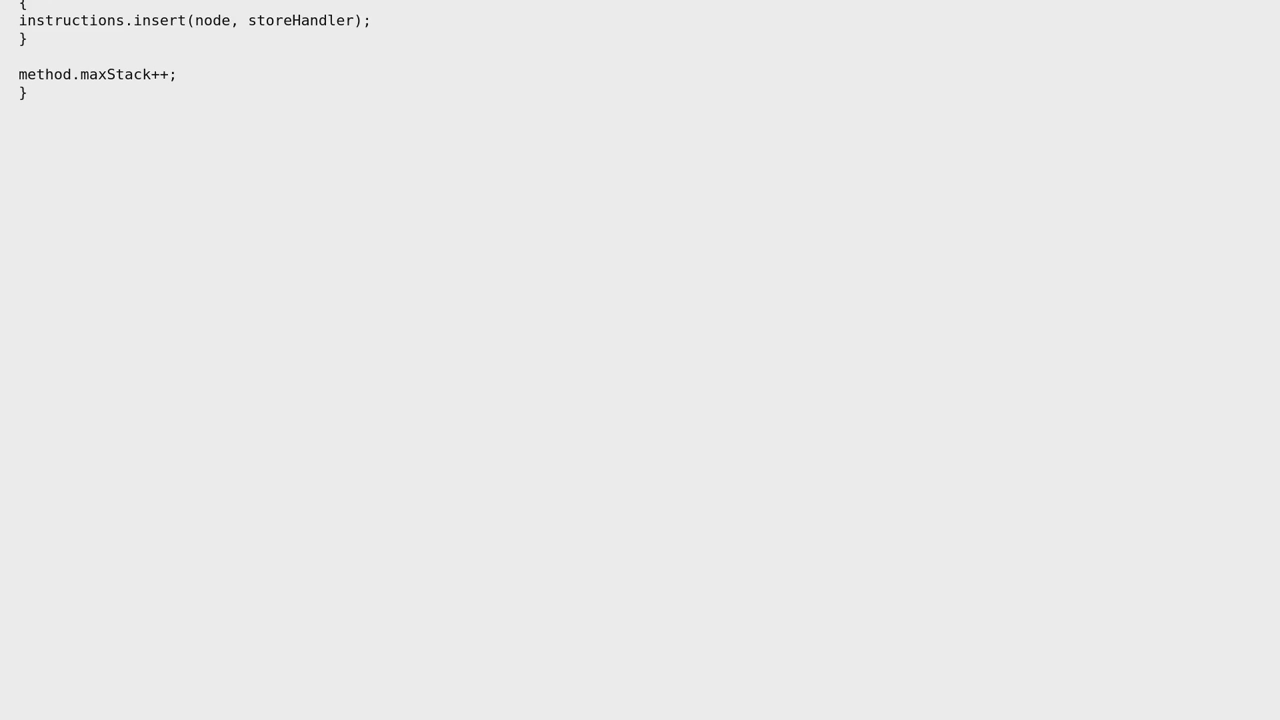 {
instructions.insert(node, storeHandler);
}

method.maxStack++;
}